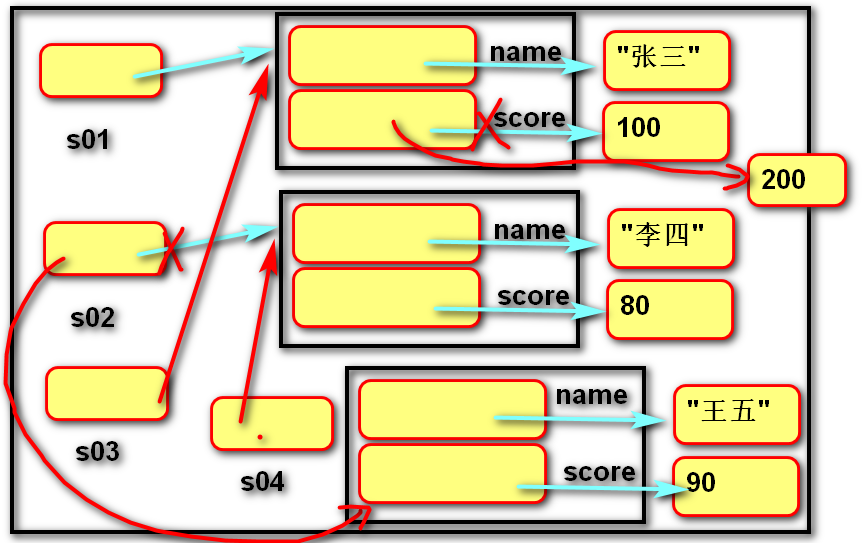 name
"张三"
score
100
s01
200
name
"李四"
score
80
s02
name
"王五"
s03
score
90
s04